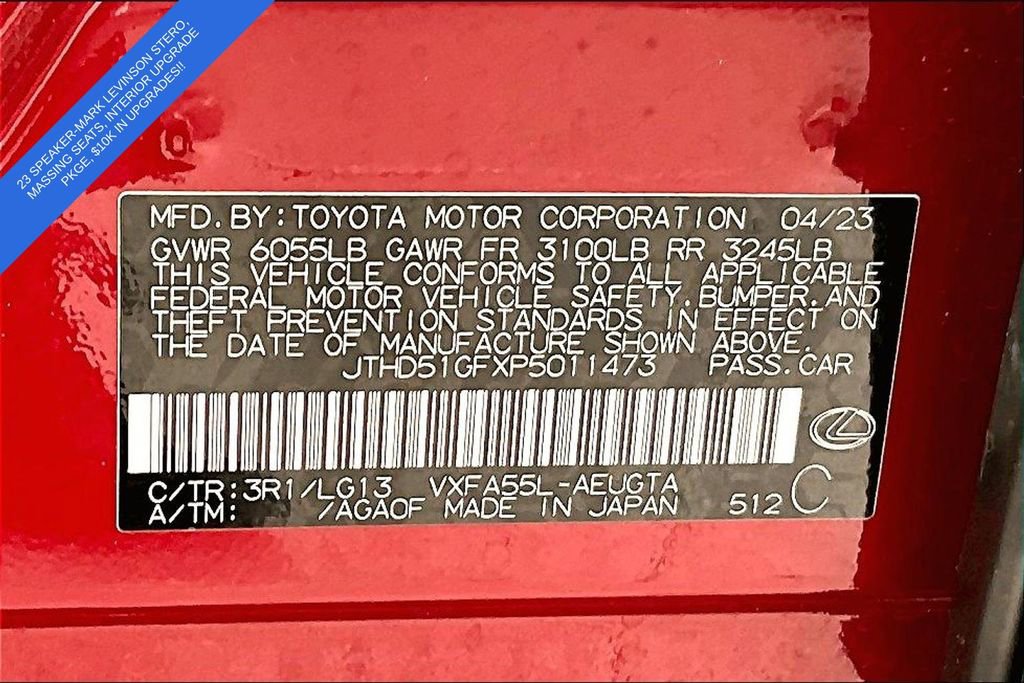 23 SPEAKER-MARK LEVINSON STERO,
MASSING SEATS, INTERIOR UPGRADE
PKGE, $10K IN UPGRADES!!
MFD. BY: TOYOTA MOTOR CORPORATION 04/23
GVWR 6055LB GAWR FR 3100LB RR 3245LB
THIS VEHICLE CONFORMS TO ALL APPLICABLE
FEDERAL MOTOR VEHICLE SAFETY. BUMPER. AND
THEFT PREVENTION STANDARDS IN EFFECT ON
THE DATE OF MANUFACTURE SHOWN ABOVE.
JTHD51GFXP5011473 PASS. CAR
C/TR: 3R1/LG13 VXFA55L-AEUGTA
A/TM: /AGAOF MADE IN JAPAN 512 C